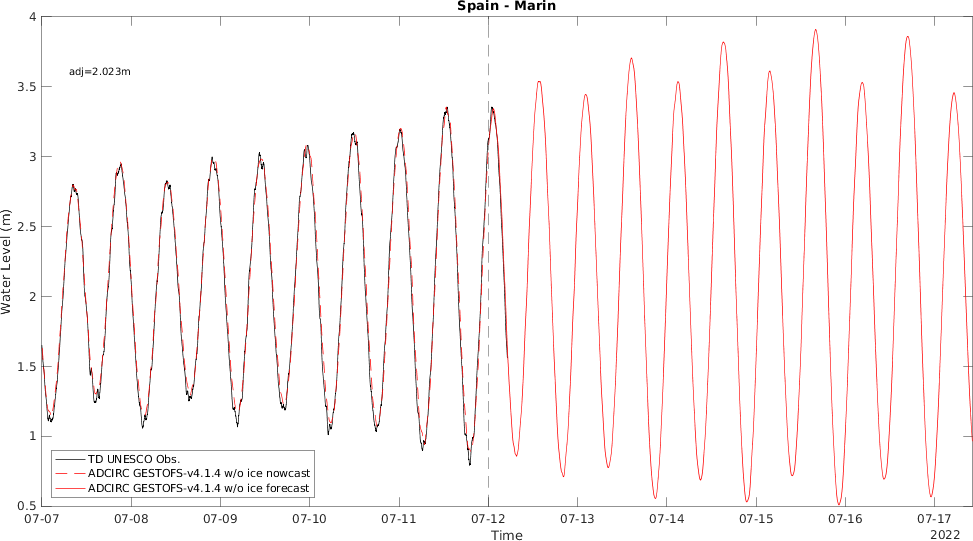 Spain - Marin
adj=2.023m
Water Level (m)
4
3.5
3
2.5
2
1.5
1
0.5
TD UNESCO Obs.
ADCIRC GESTOFS-v4.1.4 w/o ice nowcast
ADCIRC GESTOFS-v4.1.4 w/o ice forecast
07-07 07-08 07-09 07-10 07-11 07-12 07-13 07-14 07-15 07-16 07-17
Time
2022